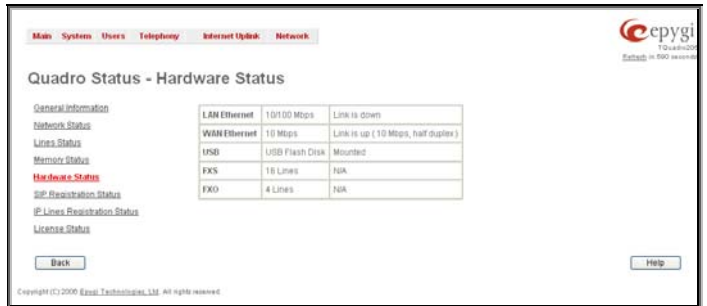 Main System Users Telephony Internet Uplink Network
epygi
Refresh in 590 seconds
Quadro Status - Hardware Status
General Information
Network Status
Lines Status
Memory Status
Hardware Status
SIP Registration Status
IP Lines Registration Status
License Status
LAN Ethernet 10/100 Mbps Link is down
WAN Ethernet 10 Mbps Link is up ( 10 Mbps, half duplex )
USB USB Flash Disk Mounted
FXS 16 Lines N/A
FXO 4 Lines N/A
Back
Help
Copyright (C) 2006 Epygi Technologies, Ltd. All rights reserved